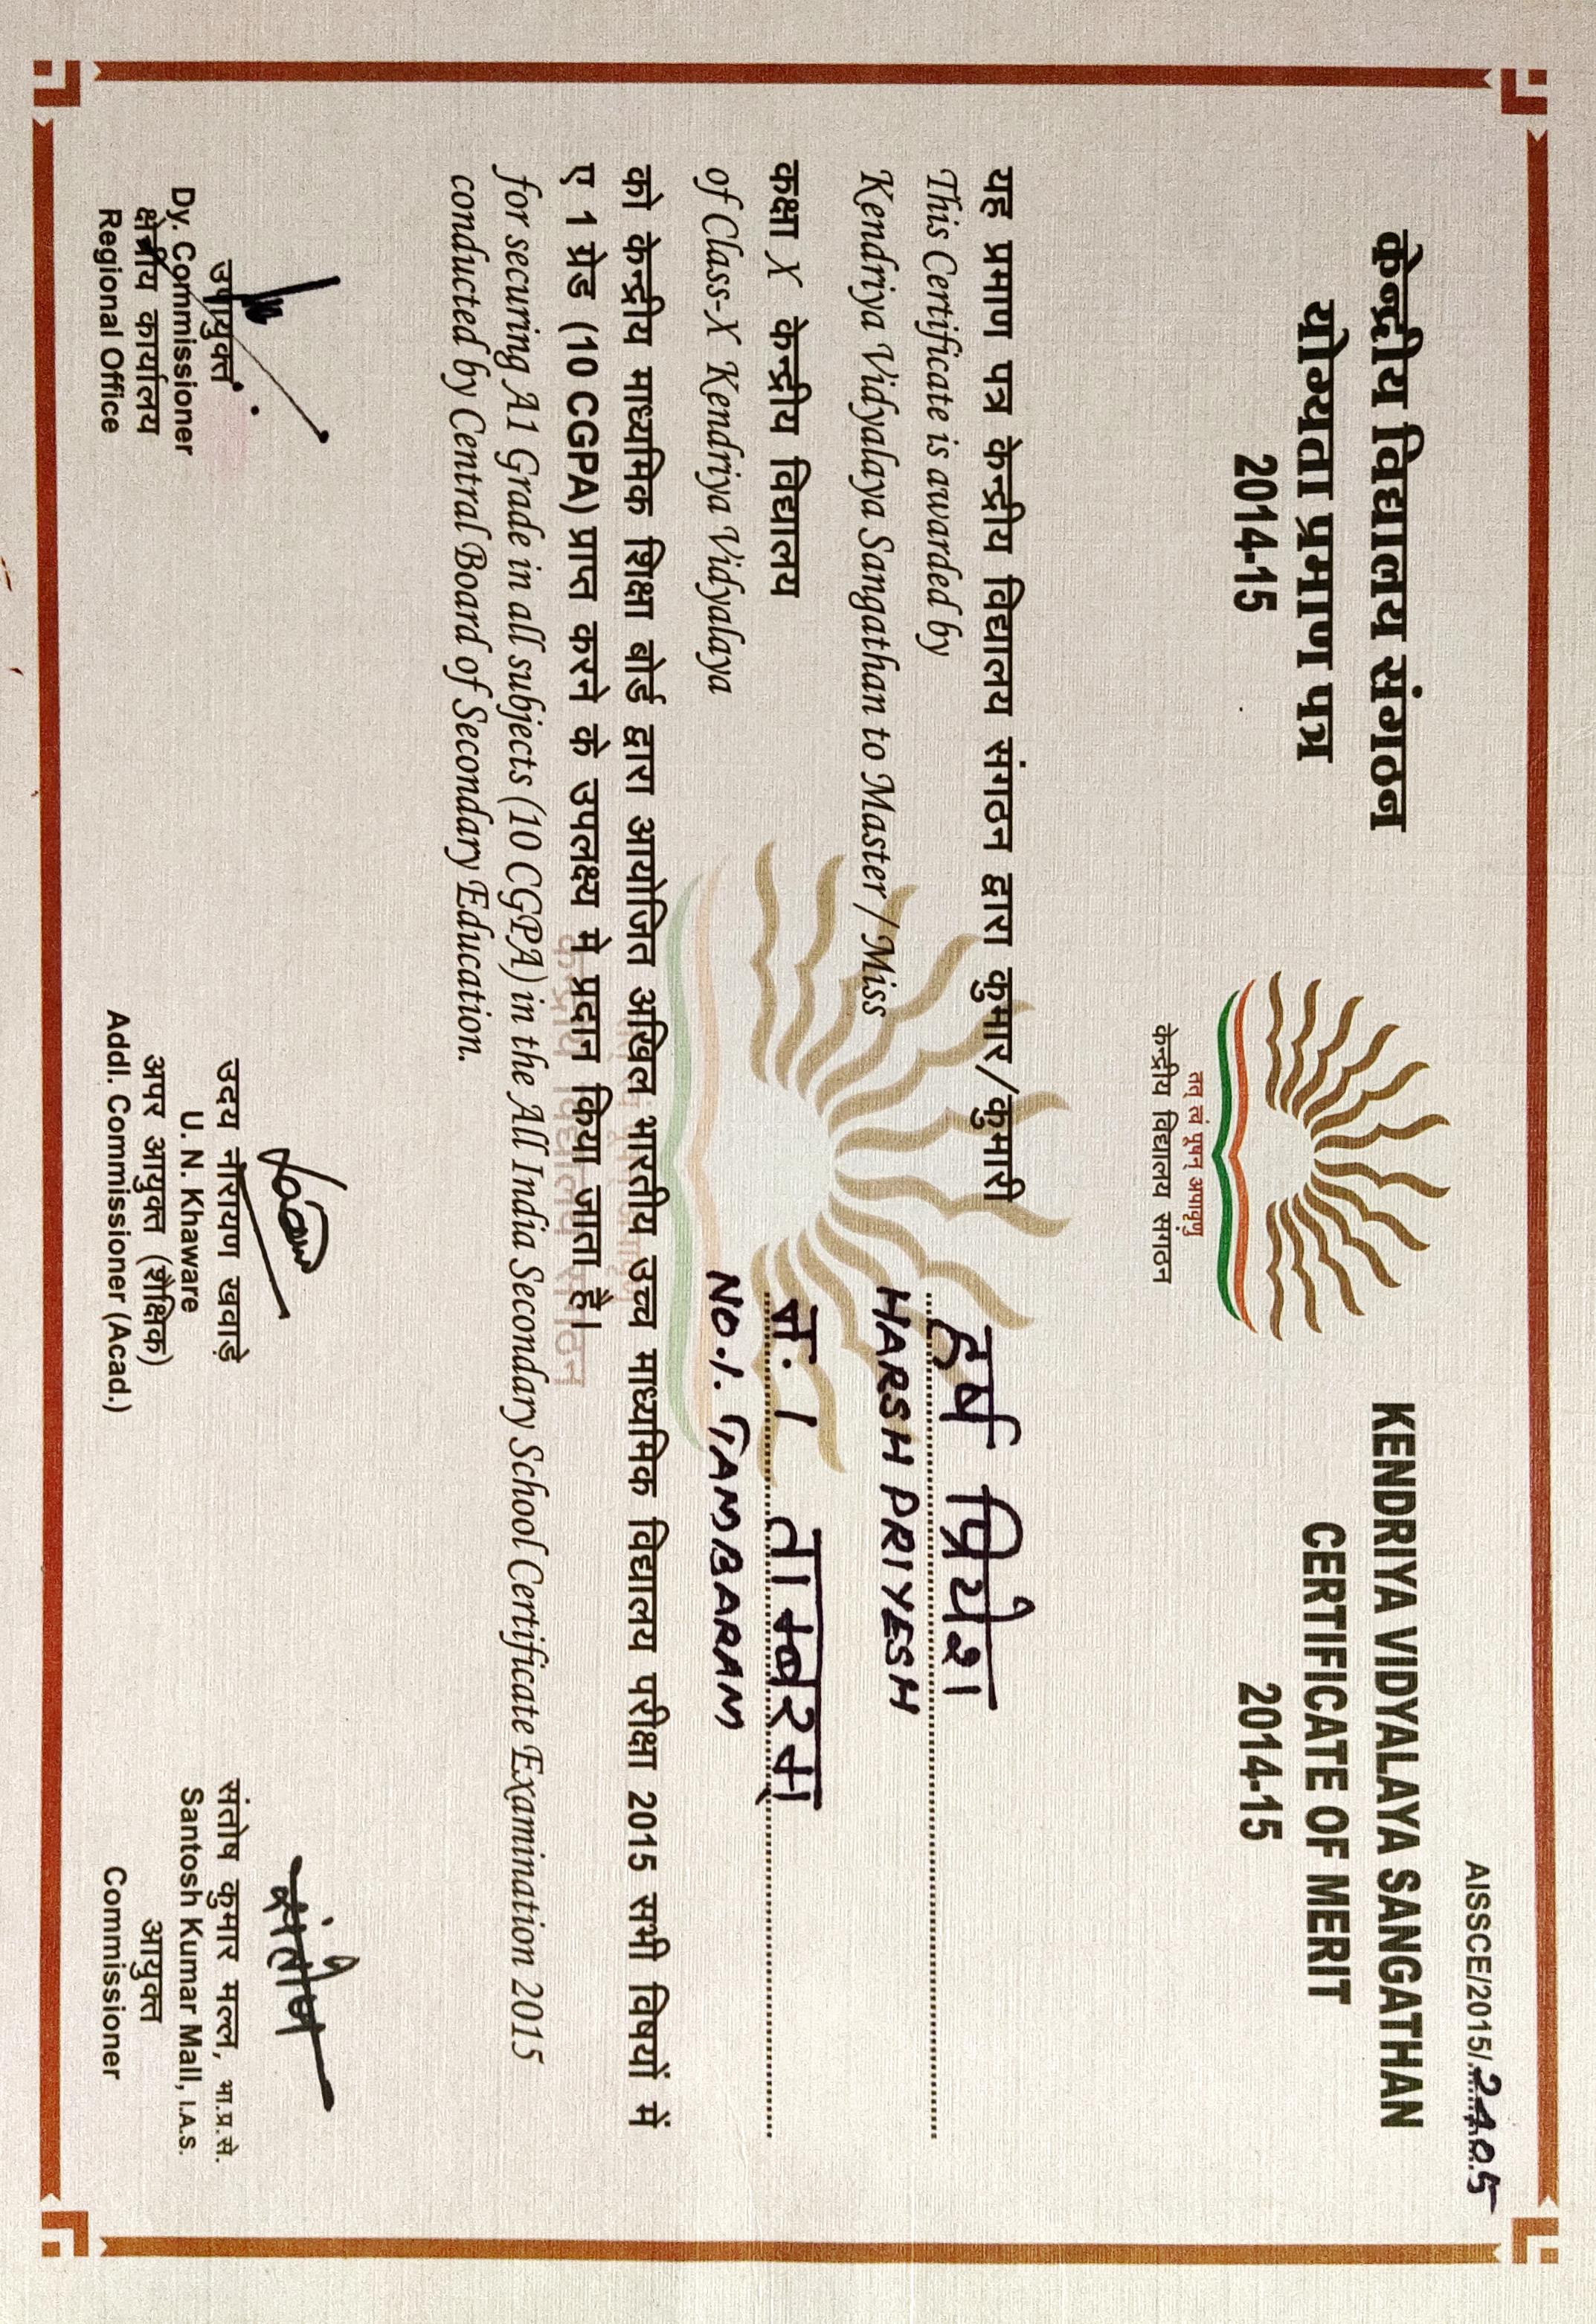 AISSCE/2015/2405
केन्द्रीय विद्यालय संगठन
योग्यता प्रमाण पत्र
2014-15
तत् त्वं पूषन् अपावृणु
केन्द्रीय विद्यालय संगठन
KENDRIYA VIDYALAYA SANGATHAN
CERTIFICATE OF MERIT
2014-15
यह प्रमाण पत्र केन्द्रीय विद्यालय संगठन द्वारा कुमार/कुमारी हर्ष प्रियेश
This Certificate is awarded by
Kendriya Vidyalaya Sangathan to Master / Miss HARSH PRIYESH
कक्षा X केन्द्रीय विद्यालय न. 1 ताम्बरम्
of Class-X Kendriya Vidyalaya NO.1. TAMBARAM
को केन्द्रीय माध्यमिक शिक्षा बोर्ड द्वारा आयोजित अखिल भारतीय उच्च माध्यमिक विद्यालय परीक्षा 2015 सभी विषयों में
ए 1 ग्रेड (10 CGPA) प्राप्त करने के उपलक्ष्य मे प्रदान किया जाता है।
for securing A1 Grade in all subjects (10 CGPA) in the All India Secondary School Certificate Examination 2015
conducted by Central Board of Secondary Education.
उपायुक्त
Dy. Commissioner
क्षेत्रीय कार्यालय
Regional Office
उदय नारायण खवाड़े
U. N. Khaware
अपर आयुक्त (शैक्षिक)
Addl. Commissioner (Acad.)
संतोष
संतोष कुमार मल्ल, भा.प्र.से.
Santosh Kumar Mall, I.A.S.
आयुक्त
Commissioner